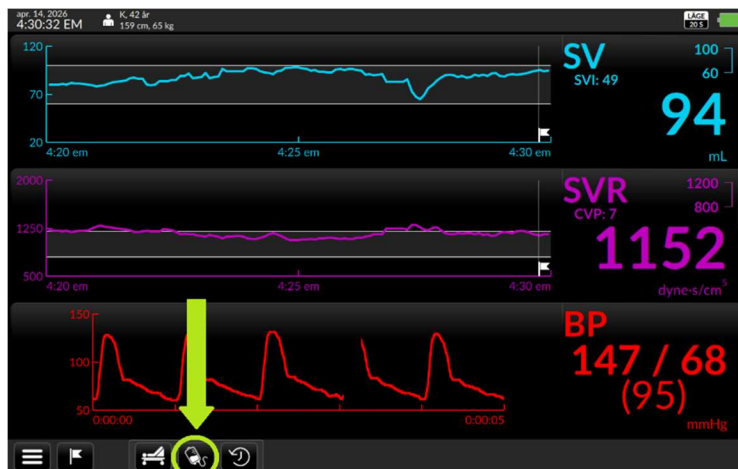 apr. 14, 2026
4:30:32 EM
K, 42 år
159 cm, 65 kg
LÄGE
20 S
120
70
20
4:20 em
4:25 em
4:30 em
SV
SVI: 49
100
60
94
mL
2000
1250
500
4:20 em
4:25 em
4:30 em
SVR
CVP: 7
1200
800
1152
dyne·s/cm5
150
100
50
0:00:00
0:00:05
BP
147 / 68
(95)
mmHg